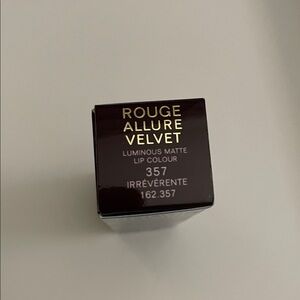 ROUGE
ALLURE
VELVET
LUMINOUS MATTE
LIP COLOUR
357
IRRÉVÉRENTE
162.357